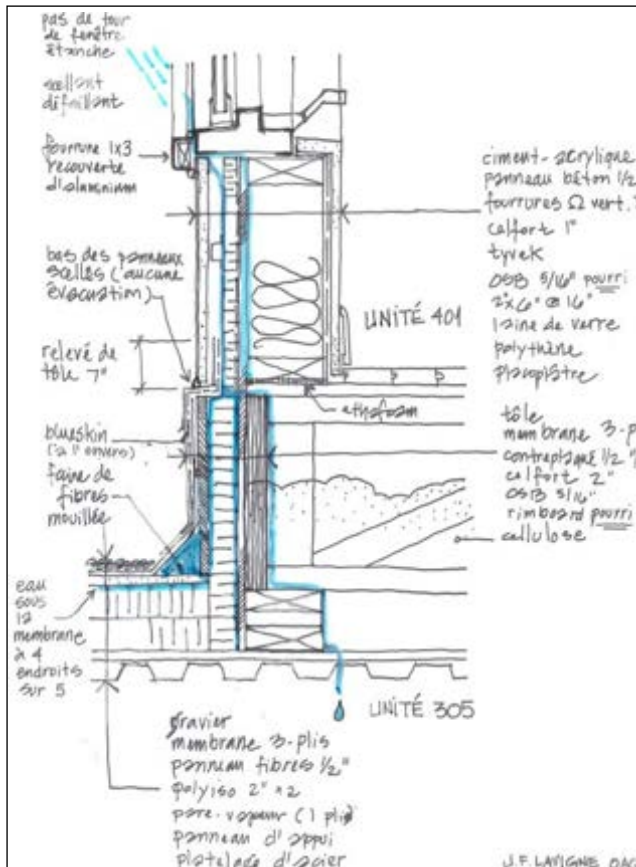 pas de tour
de fenêtre
étanche
scellant
défaillant
fourrure 1x3
recouverte
d'aluminium
bas des panneaux
scellés (aucune
évacuation)
relevé de
tôle 7"
blueskin
(à l'envers)
faine de
fibres
mouillée
eau
sous
la
membrane
à 4
endroits
sur 5
ciment-acrylique
panneau béton 1/2
fourrures Ω vert.
calfort 1"
tyvek
OSB 5/16" pourri
2"x6" @ 16"
laine de verre
polythène
placoplâtre
UNITÉ 401
ethafoam
tôle
membrane 3-p
contreplaqué 1/2"
calfort 2"
OSB 5/16"
rimboard pourri
cellulose
UNITÉ 305
gravier
membrane 3-plis
panneau fibres 1/2"
polyiso 2" x2
pare-vapeur (1 pli)
panneau d'appui
platelage d'acier
J.F. LAVIGNE